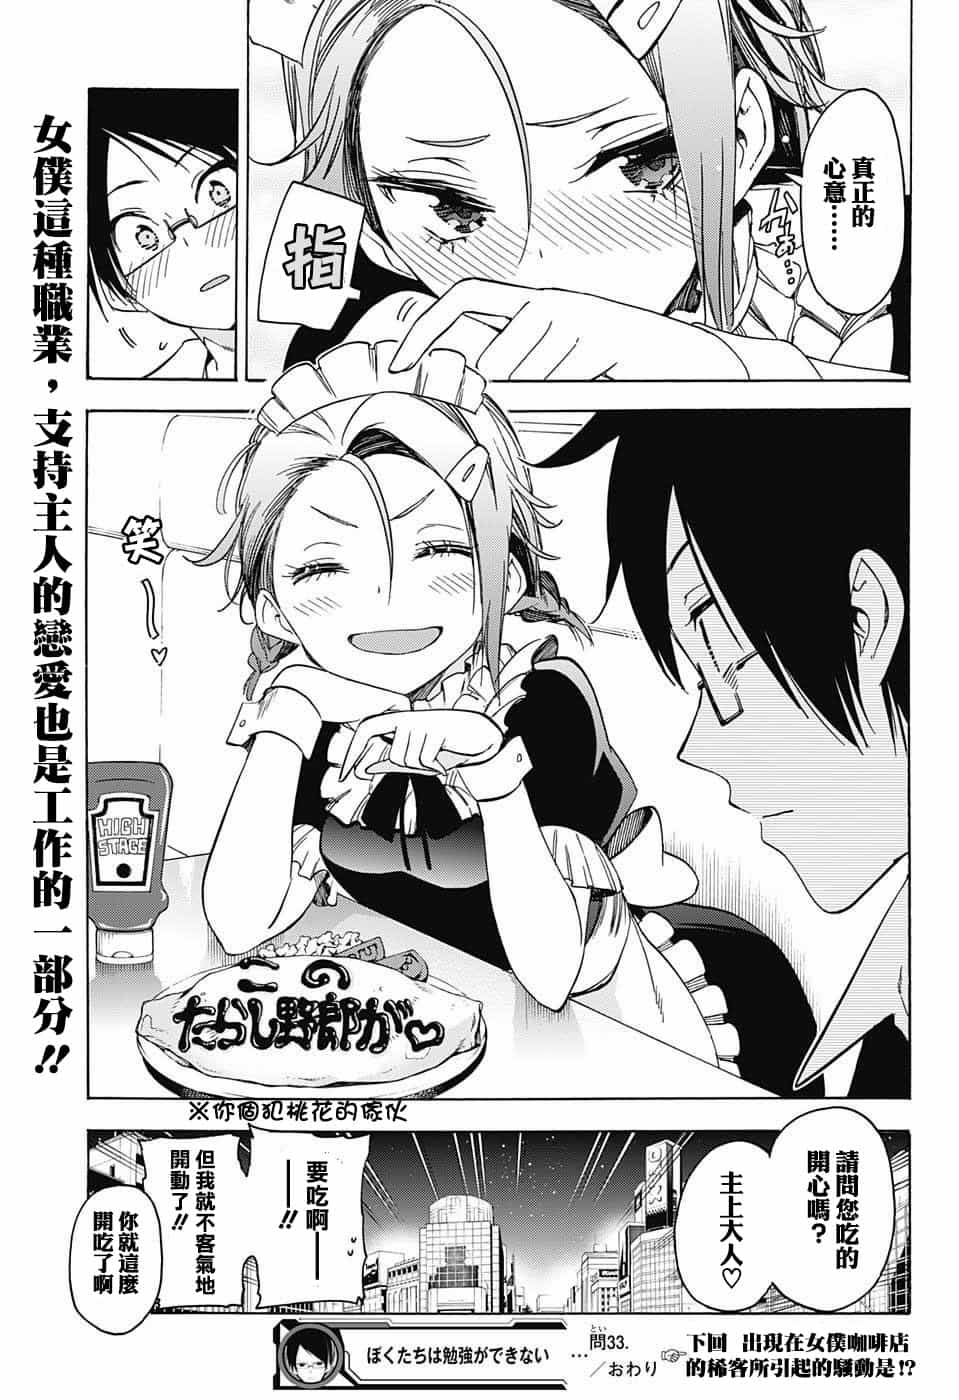 真正的
心意……
指
女僕這種職業，支持主人的戀愛也是工作的一部分!!
笑
HIGH
STAGE
この
たらし野郎が♡
※你個犯桃花的傢伙
請問您吃的
開心嗎?
主上大人♡
要吃啊
——!!
但我就不客氣地
開動了!!
你就這麼
開吃了啊
ぼくたちは勉強ができない
…問33.
とい
／おわり
☞下回 出現在女僕咖啡店
的稀客所引起的騷動是!?